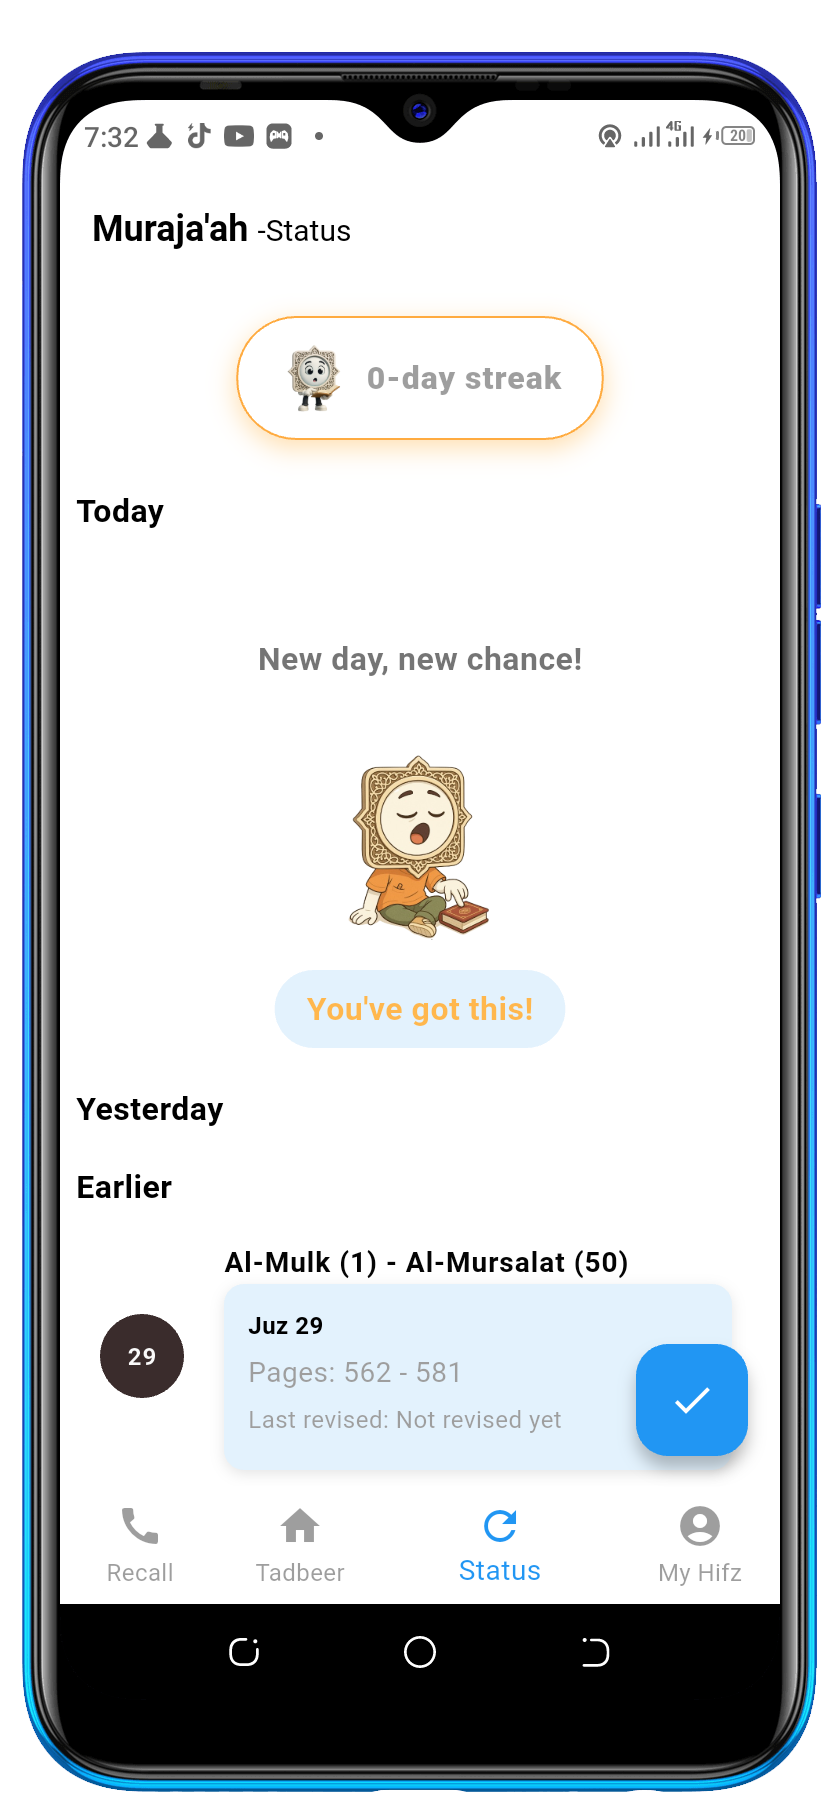 7:32
4G
20
Muraja'ah -Status
0-day streak
Today
New day, new chance!
You've got this!
Yesterday
Earlier
Al-Mulk (1) - Al-Mursalat (50)
29
Juz 29
Pages: 562 - 581
Last revised: Not revised yet
Recall
Tadbeer
Status
My Hifz